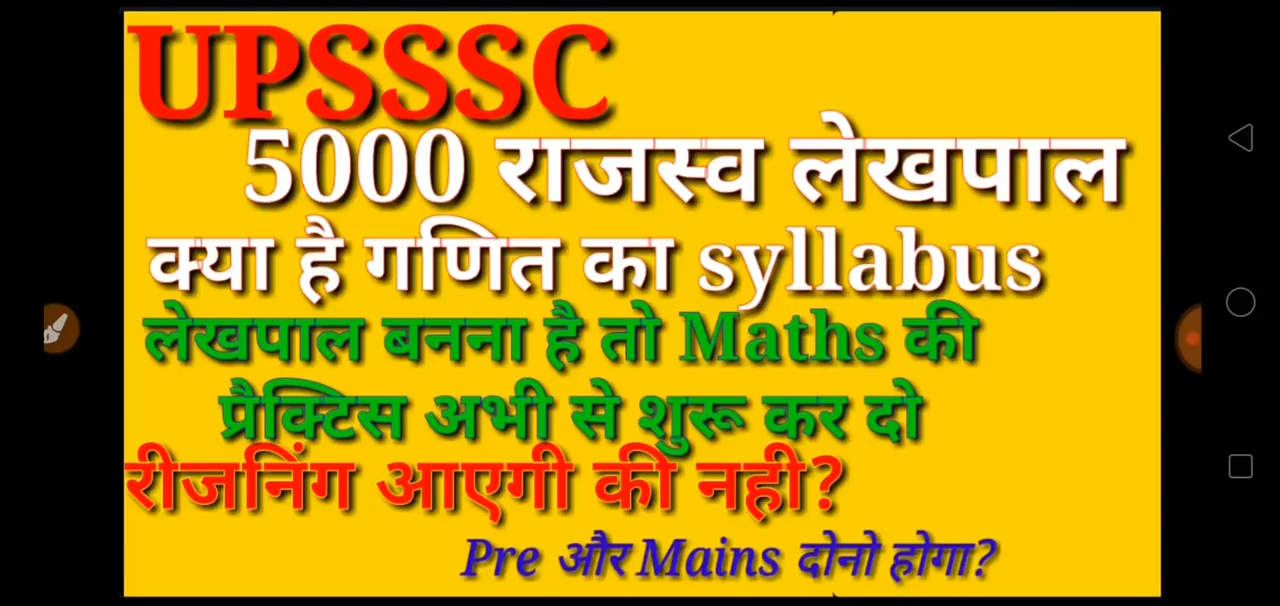 UPSSSC
5000 राजस्व लेखपाल
क्या है गणित का syllabus
लेखपाल बनना है तो Maths की
प्रैक्टिस अभी से शुरू कर दो
रीजनिंग आएगी की नही?
Pre और Mains दोनो होगा?